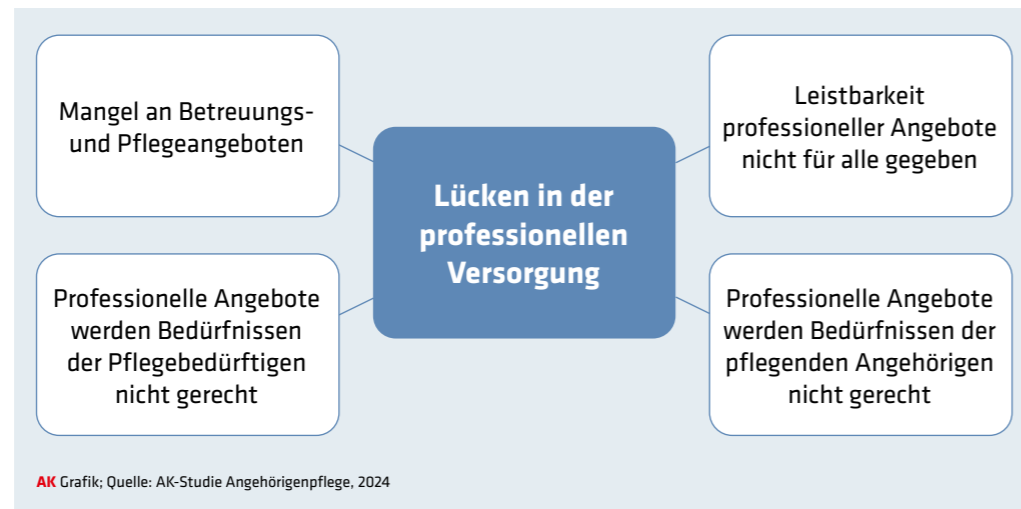 Mangel an Betreuungs-
und Pflegeangeboten
Leistbarkeit
professioneller Angebote
nicht für alle gegeben
Lücken in der
professionellen
Versorgung
Professionelle Angebote
werden Bedürfnissen
der Pflegebedürftigen
nicht gerecht
Professionelle Angebote
werden Bedürfnissen der
pflegenden Angehörigen
nicht gerecht
AK Grafik; Quelle: AK-Studie Angehörigenpflege, 2024